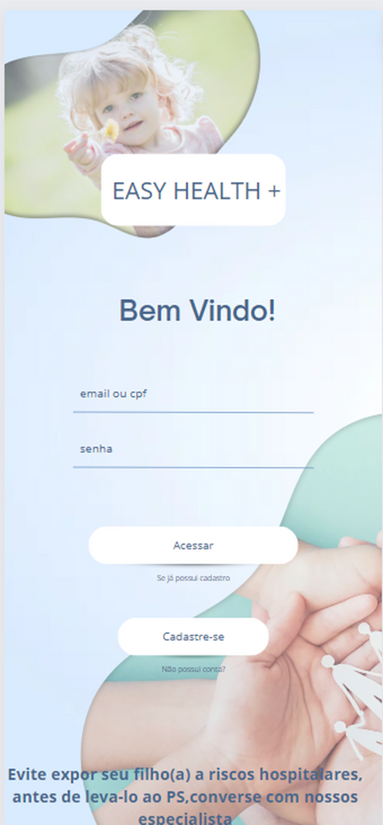 EASY HEALTH +
Bem Vindo!
email ou cpf
senha
Acessar
Se já possui cadastro
Cadastre-se
Não possui conta?
Evite expor seu filho(a) a riscos hospitalares,
antes de leva-lo ao PS,converse com nossos
especialista